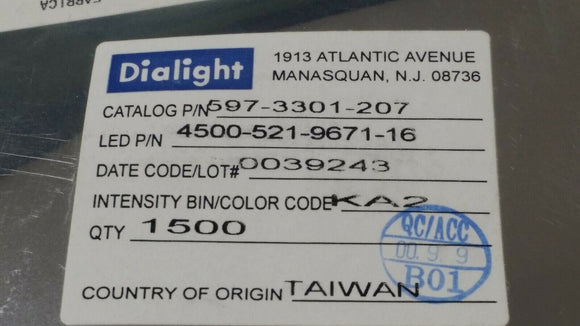 FABRICA
Dialight
1913 ATLANTIC AVENUE
MANASQUAN, N.J. 08736
CATALOG P/N 597-3301-207
LED P/N 4500-521-9671-16
DATE CODE/LOT# 0039243
INTENSITY BIN/COLOR CODE KA2
QTY 1500
QC/ACC
00.9.9
B01
COUNTRY OF ORIGIN TAIWAN